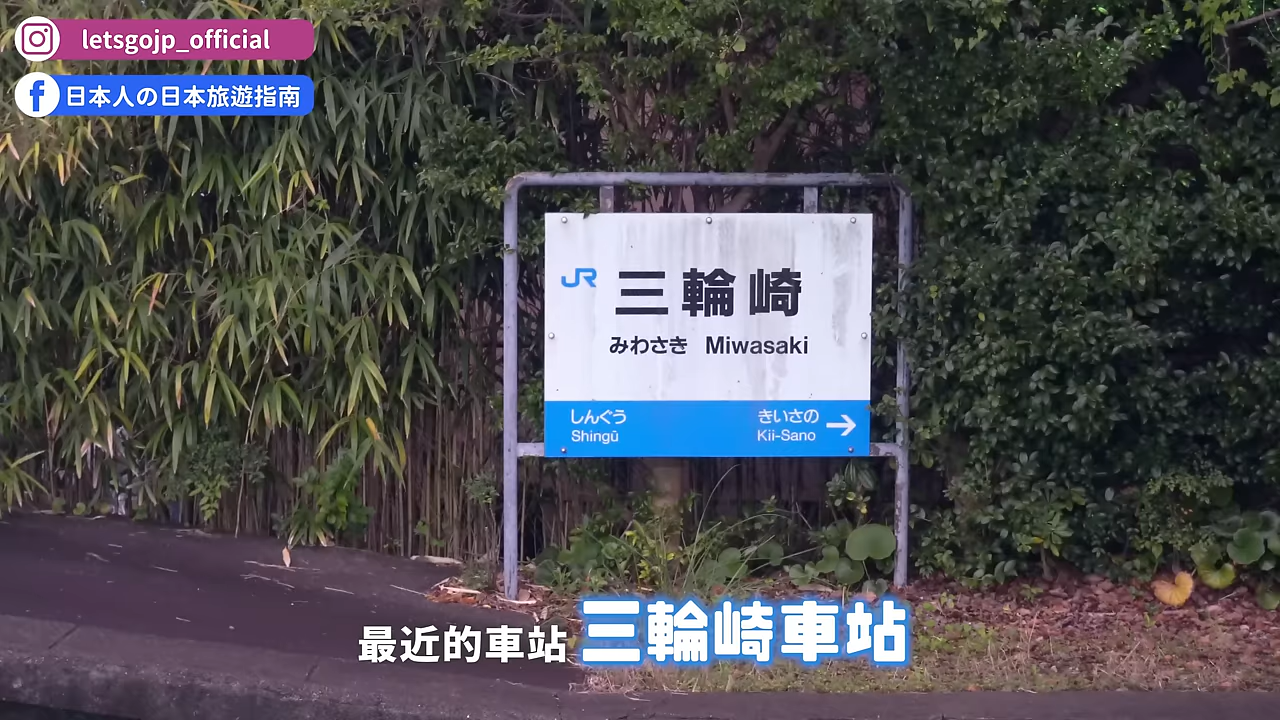 letsgojp_official
日本人の日本旅遊指南
JR 三輪崎
みわさき Miwasaki
しんぐう きいさの
Shingū Kii-Sano
最近的車站 三輪崎車站